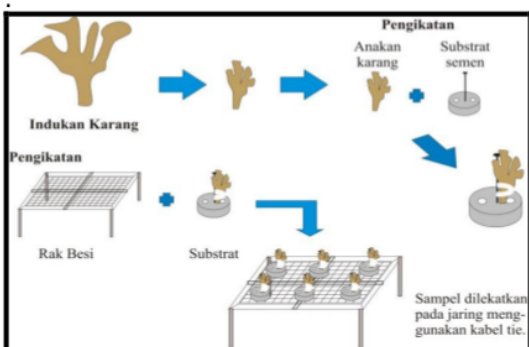 Pengikatan
Anakan
karang
Substrat
semen
Indukan Karang
Pengikatan
Rak Besi
Substrat
Sampel dilekatkan
pada jaring meng-
gunakan kabel tie.